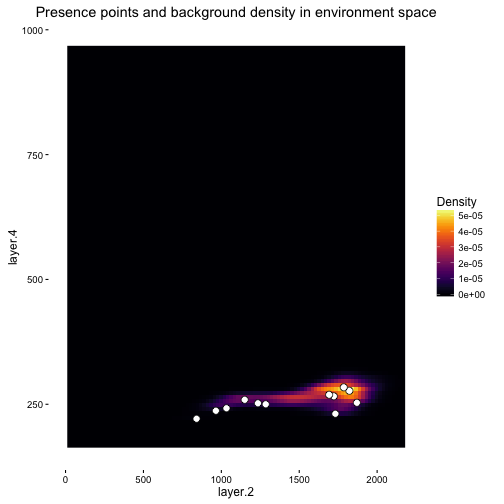 Presence points and background density in environment space
1000
750
500
250
layer.4
0
500
1000
1500
2000
layer.2
Density
5e-05
4e-05
3e-05
2e-05
1e-05
0e+00